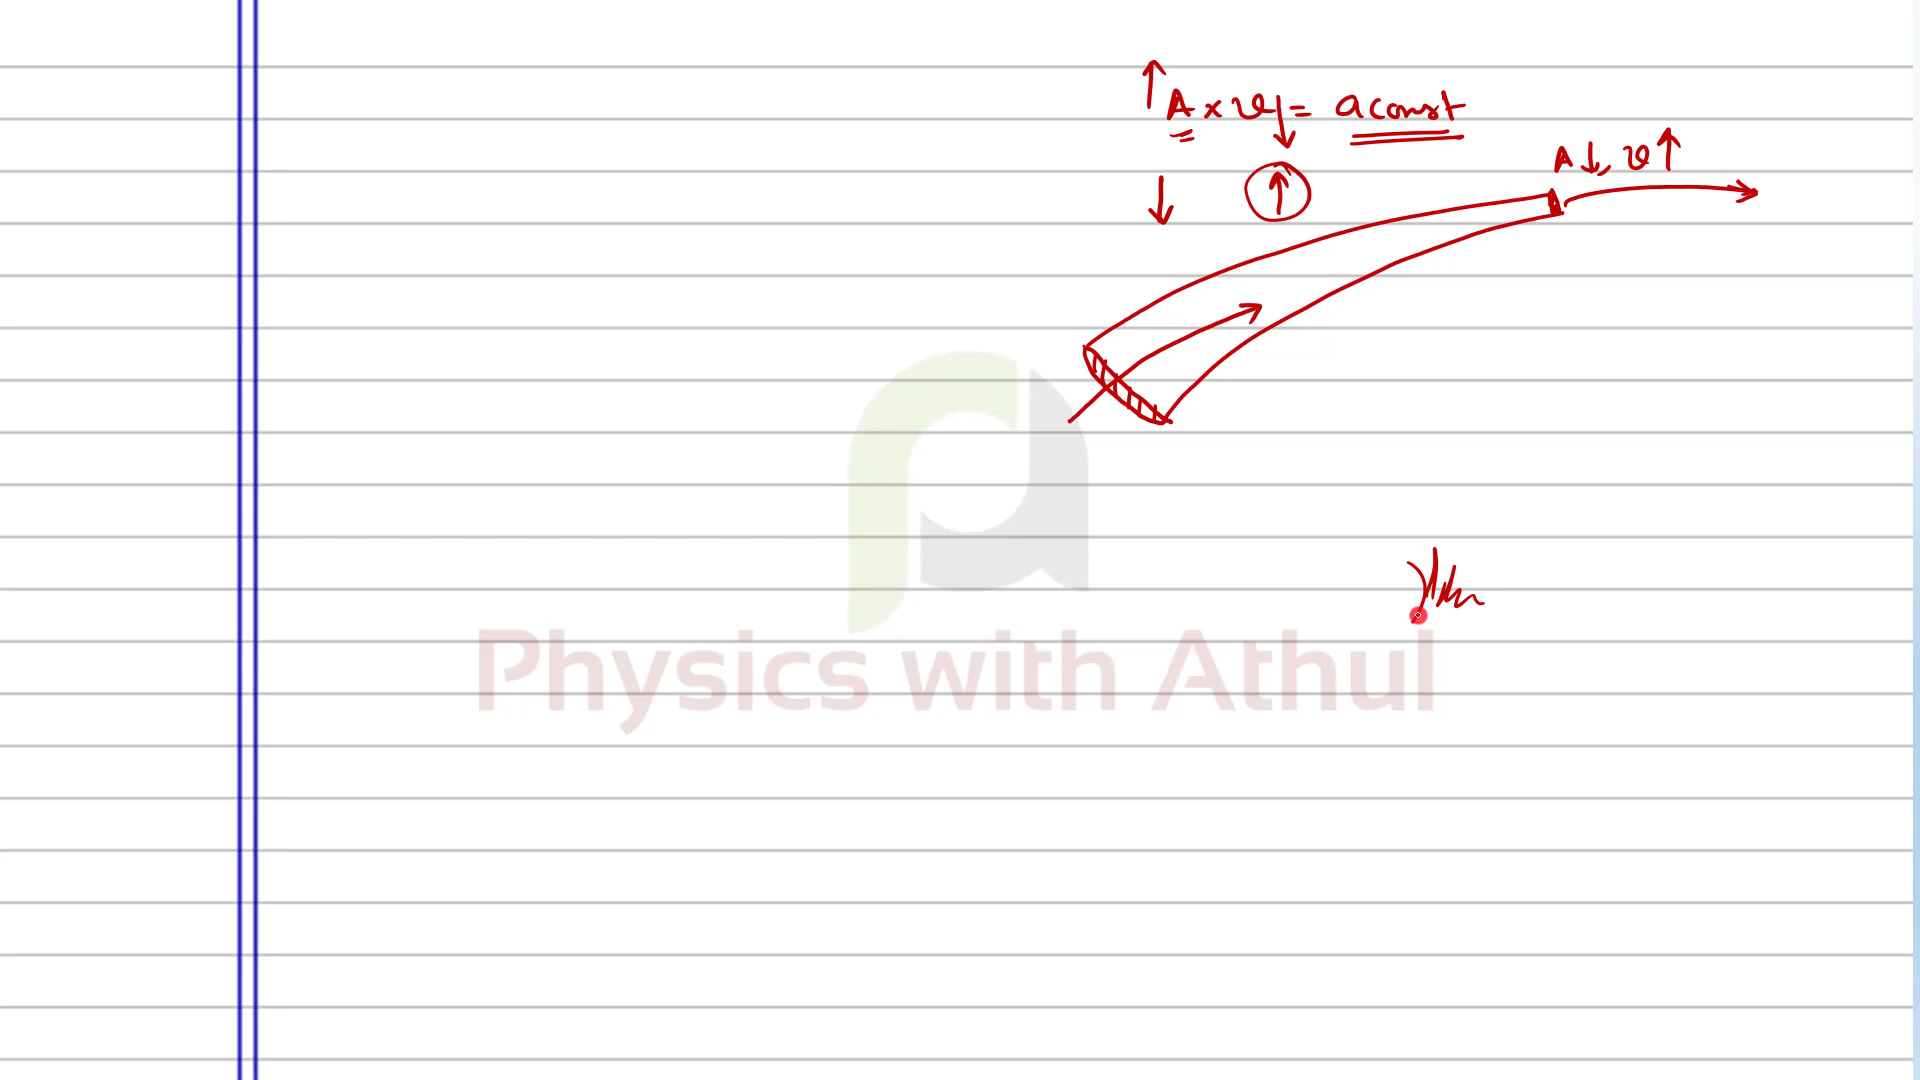 A × v = a const
A↓, v↑
Physics with Athul